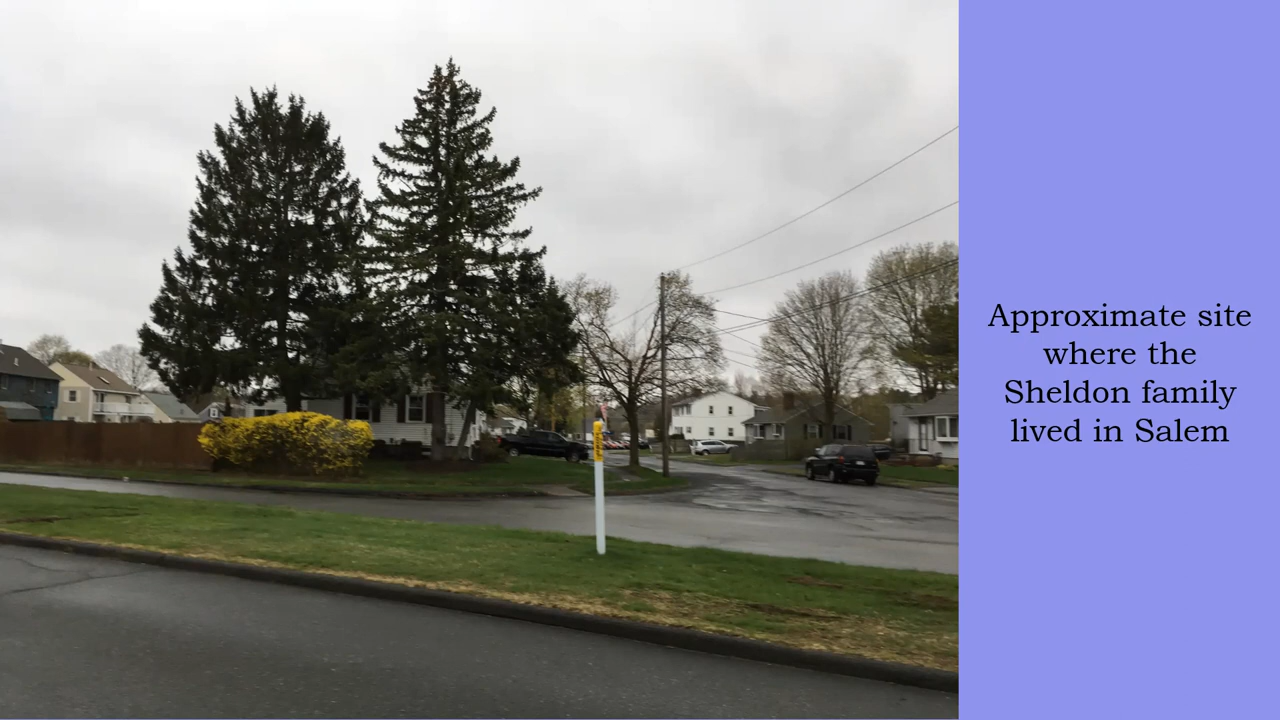 Approximate site
where the
Sheldon family
lived in Salem